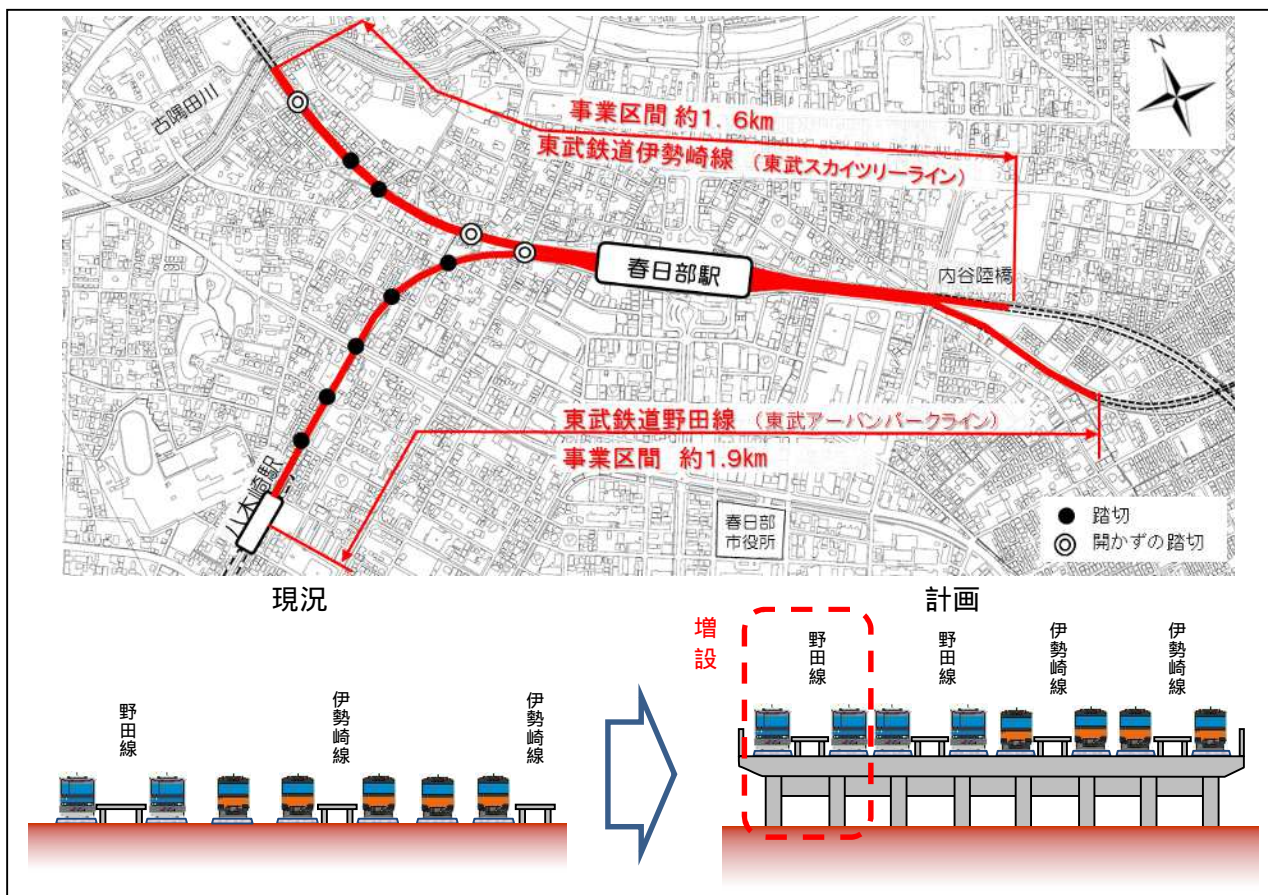 N
古隅田川
事業区間 約1.6km
東武鉄道伊勢崎線 (東武スカイツリーライン)
春日部駅
内谷陸橋
東武鉄道野田線 (東武アーバンパークライン)
事業区間 約1.9km
八木崎駅
春日部
市役所
踏切
開かずの踏切
現況
計画
野田線
伊勢崎線
伊勢崎線
増設
野田線
野田線
伊勢崎線
伊勢崎線